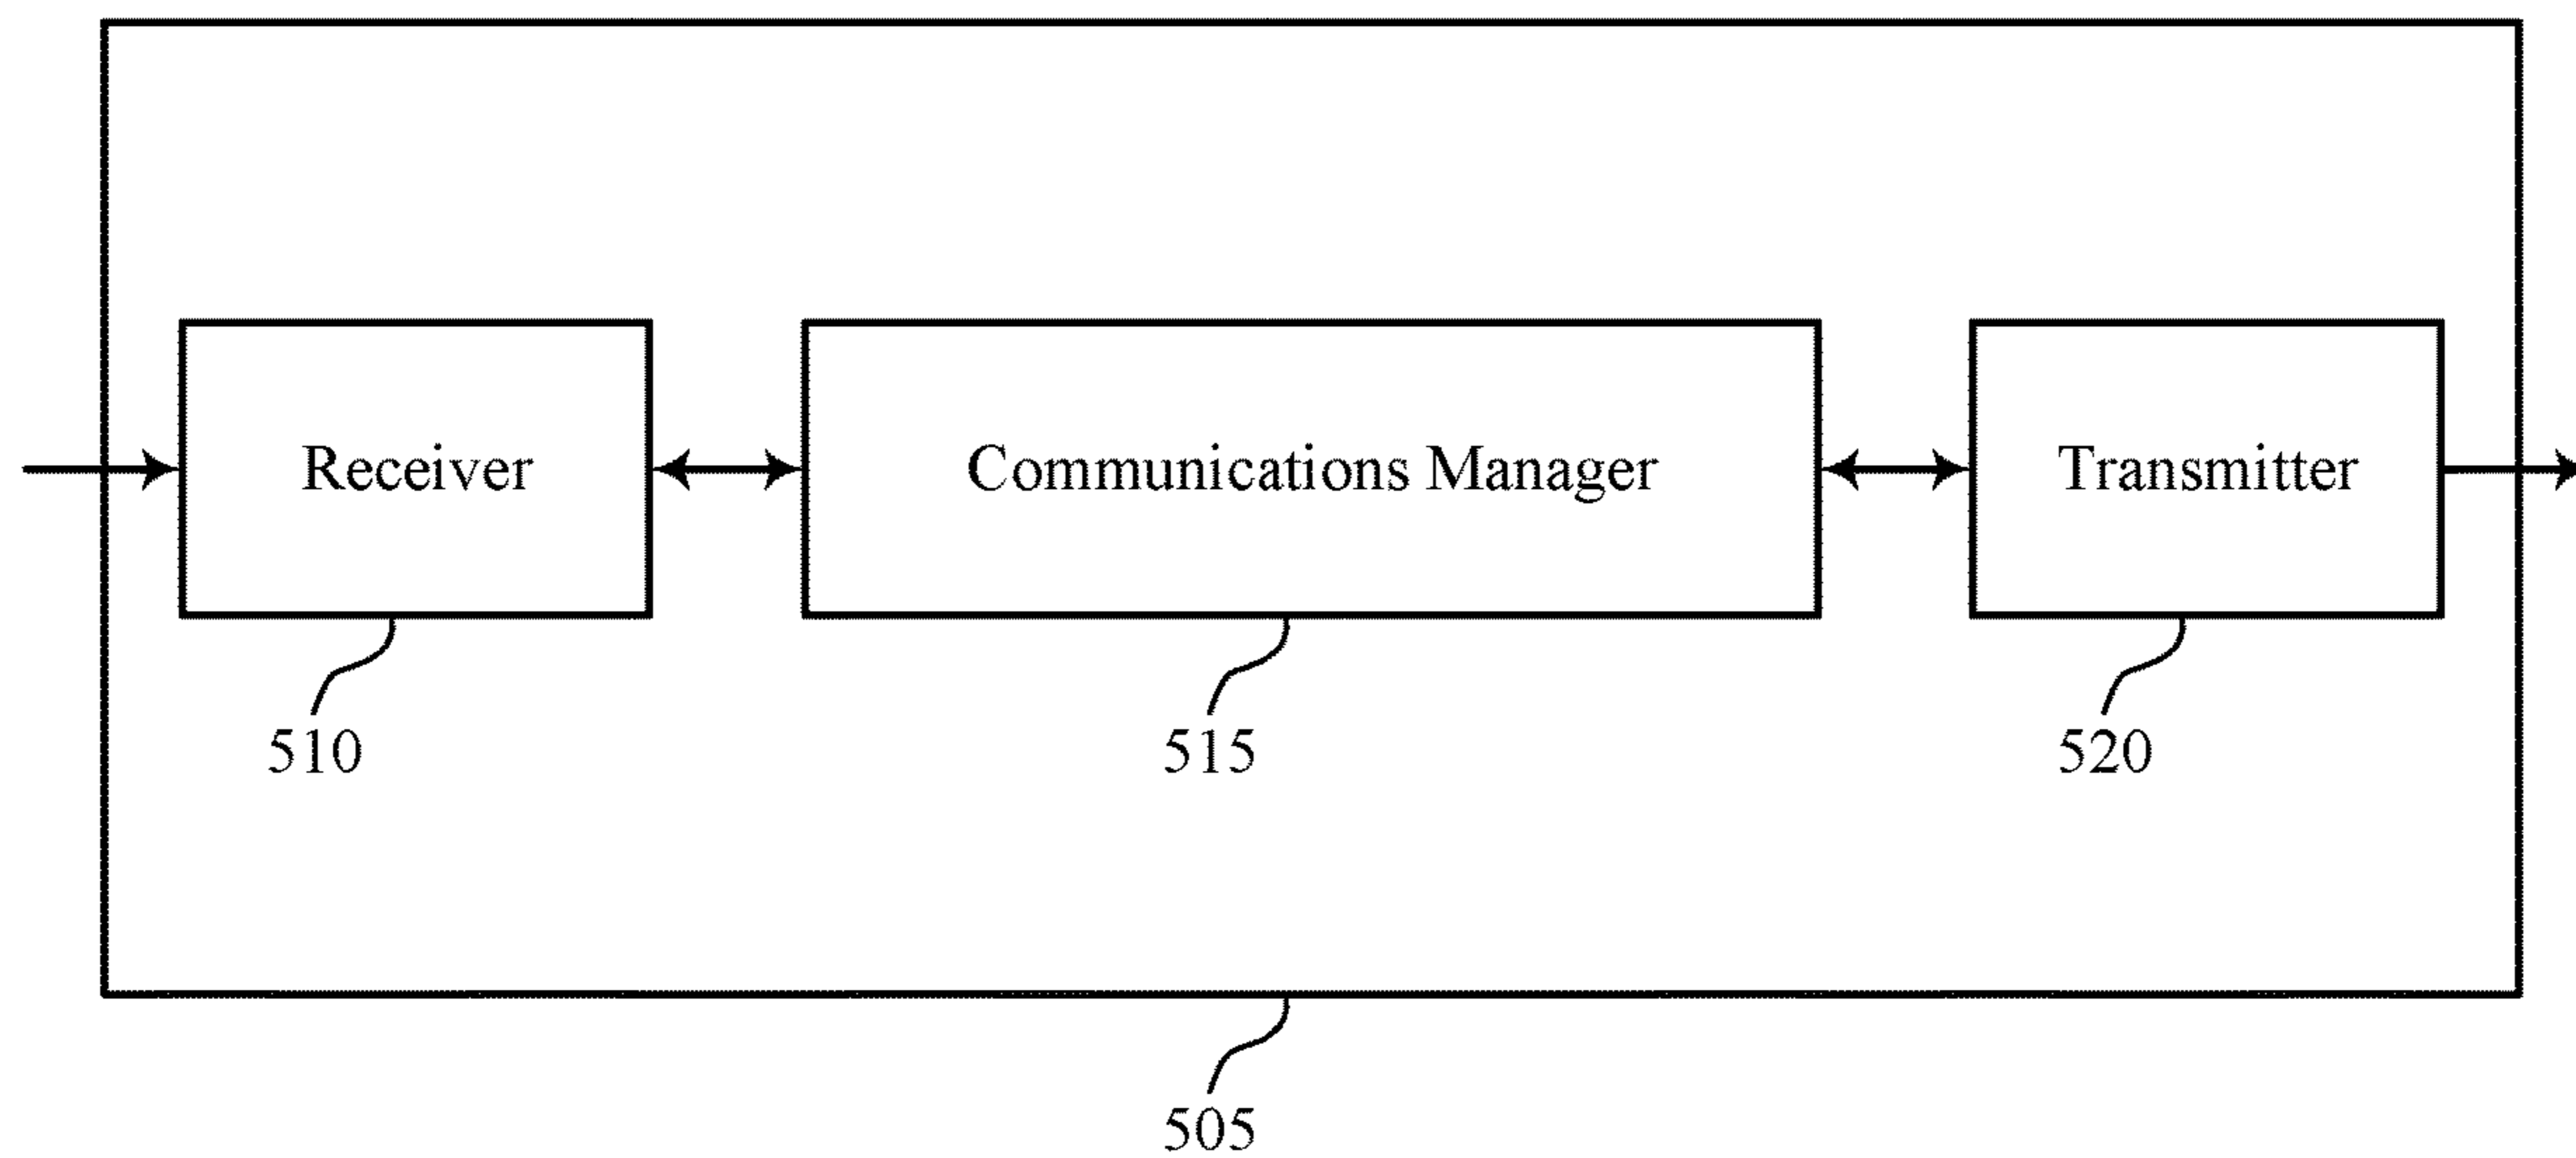 Receiver
Communications Manager
Transmitter
510
515
520
505